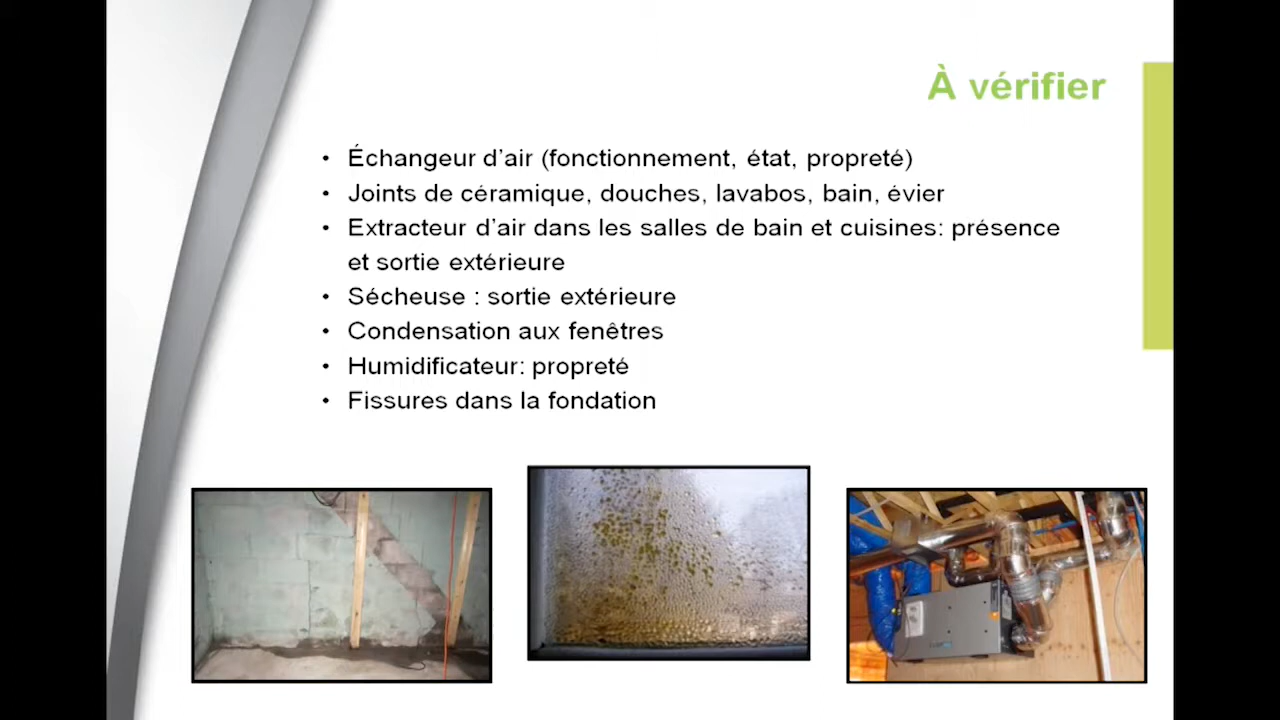 À vérifier
• Échangeur d’air (fonctionnement, état, propreté)
• Joints de céramique, douches, lavabos, bain, évier
• Extracteur d’air dans les salles de bain et cuisines: présence
et sortie extérieure
• Sécheuse : sortie extérieure
• Condensation aux fenêtres
• Humidificateur: propreté
• Fissures dans la fondation